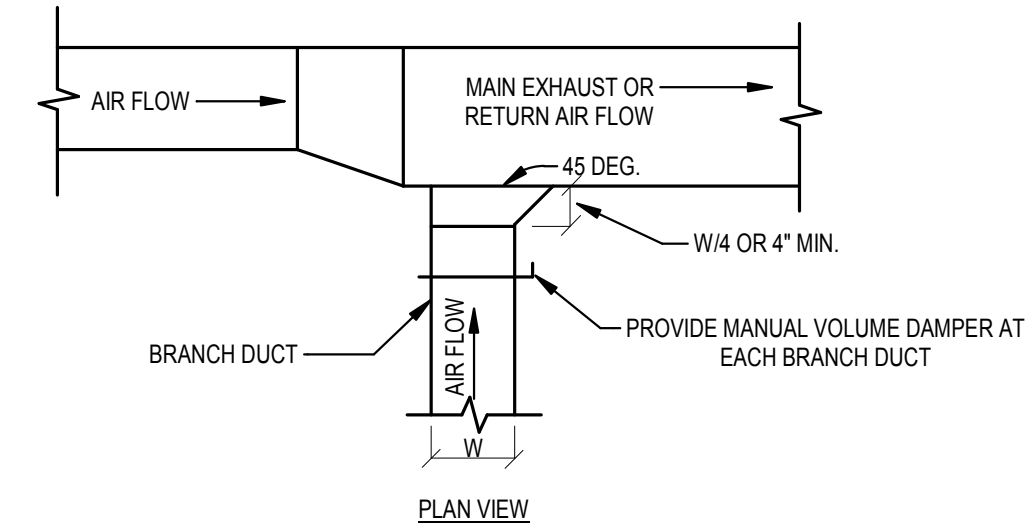 AIR FLOW
MAIN EXHAUST OR
RETURN AIR FLOW
45 DEG.
W/4 OR 4" MIN.
PROVIDE MANUAL VOLUME DAMPER AT
EACH BRANCH DUCT
BRANCH DUCT
AIR FLOW
W
PLAN VIEW